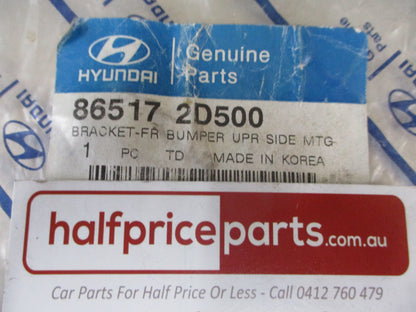 HYUNDAI
Genuine
Parts
86517 2D500
BRACKET-FR BUMPER UPR SIDE MTG
1 PC TD MADE IN KOREA
halfpriceparts.com.au
Car Parts For Half Price Or Less - Call 0412 760 479